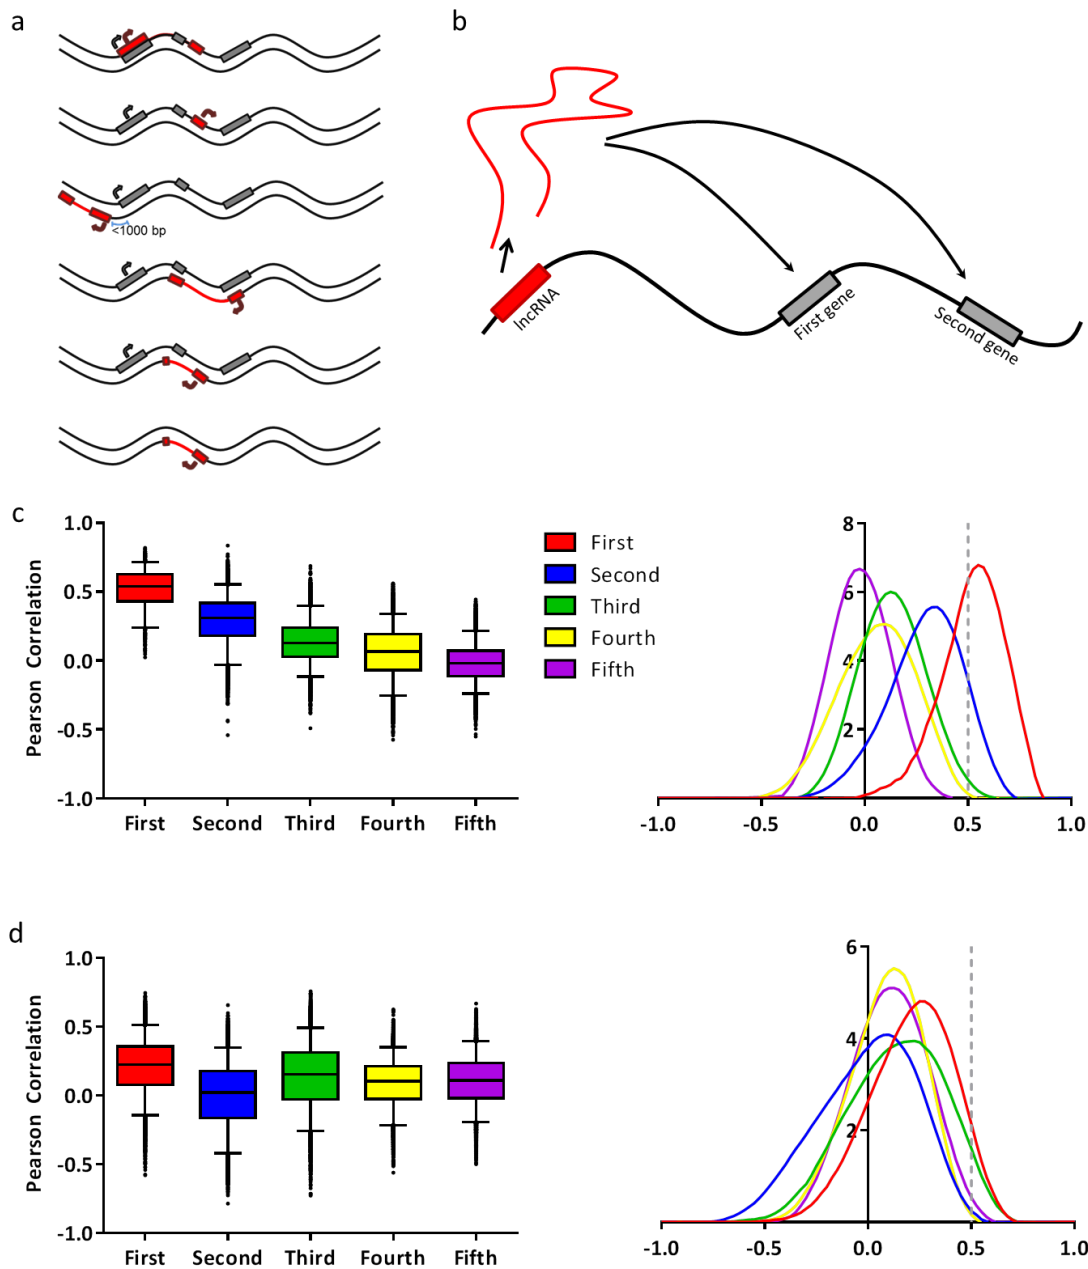 a
<1000 bp
b
lncRNA
First gene
Second gene
c
1.0
0.5
0.0
-0.5
-1.0
Pearson Correlation
First
Second
Third
Fourth
Fifth
First
Second
Third
Fourth
Fifth
8
6
4
2
-1.0
-0.5
0.0
0.5
1.0
d
1.0
0.5
0.0
-0.5
-1.0
Pearson Correlation
First
Second
Third
Fourth
Fifth
6
4
2
-1.0
-0.5
0.0
0.5
1.0